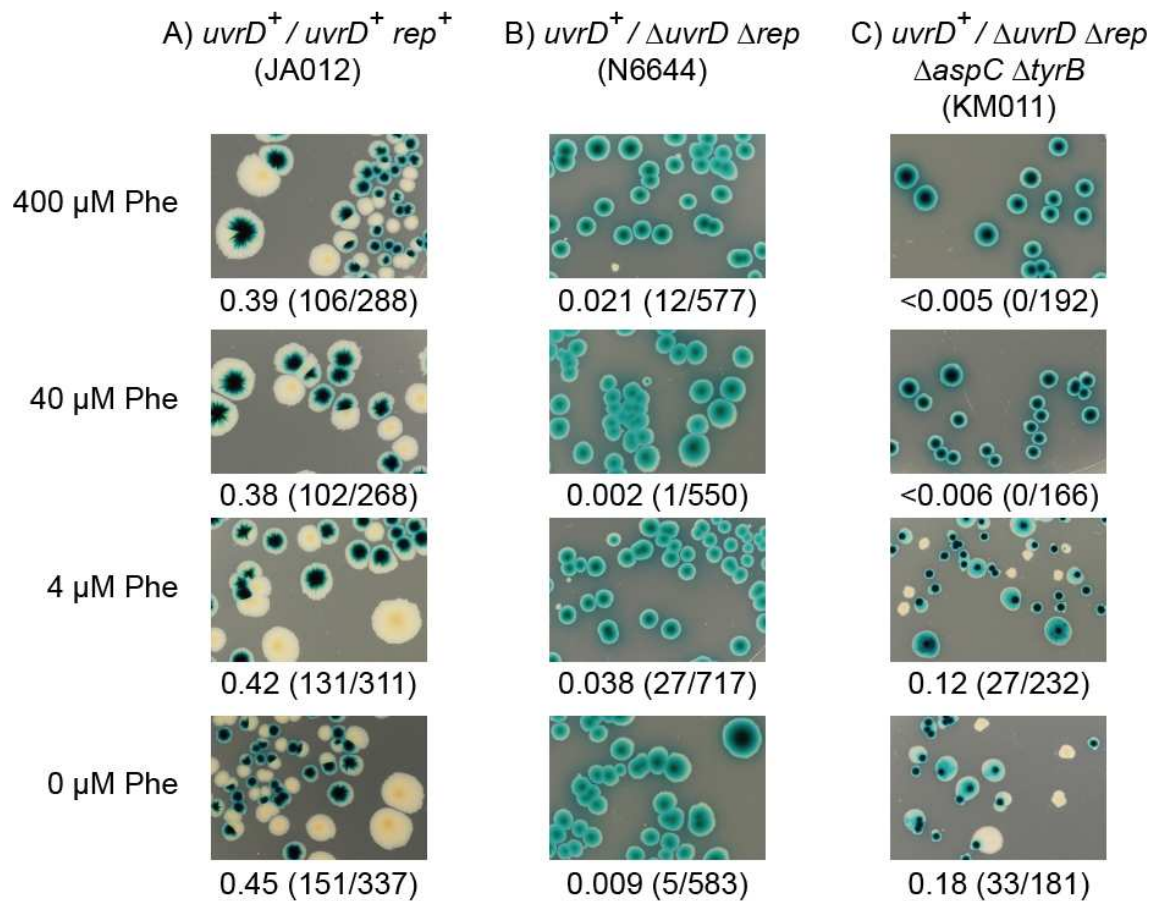 A) uvrD+ / uvrD+ rep+
(JA012)
B) uvrD+ / ΔuvrD Δrep
(N6644)
C) uvrD+ / ΔuvrD Δrep
ΔaspC ΔtyrB
(KM011)
400 µM Phe
0.39 (106/288)
0.021 (12/577)
<0.005 (0/192)
40 µM Phe
0.38 (102/268)
0.002 (1/550)
<0.006 (0/166)
4 µM Phe
0.42 (131/311)
0.038 (27/717)
0.12 (27/232)
0 µM Phe
0.45 (151/337)
0.009 (5/583)
0.18 (33/181)